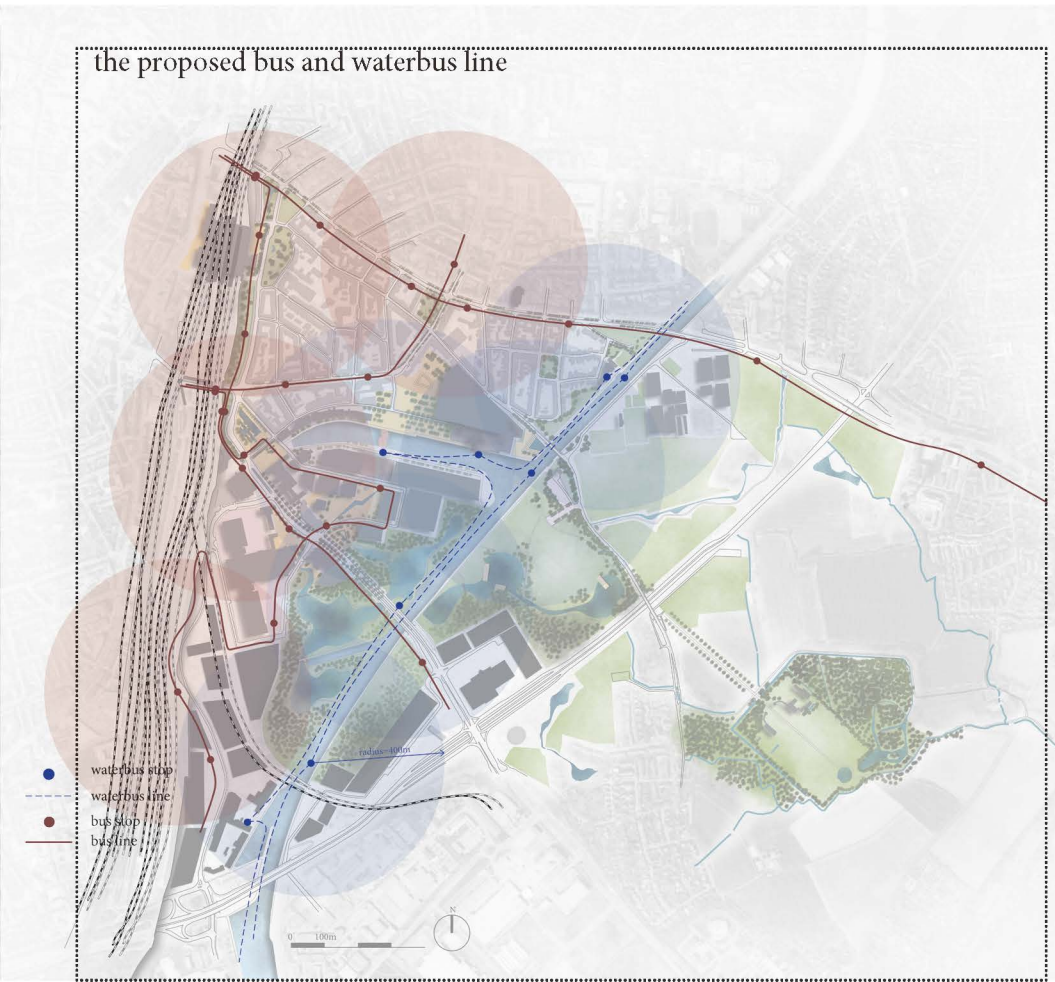 the proposed bus and waterbus line
radius=400m
waterbus stop
waterbus line
bus stop
bus line
0 100m
N